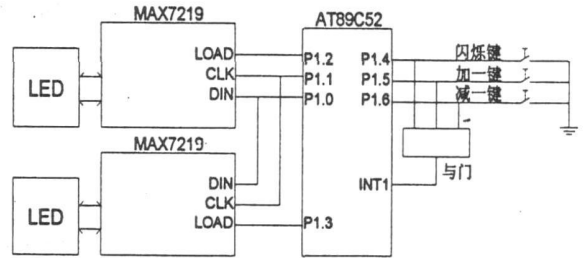 MAX7219
AT89C52
LED
LOAD
CLK
DIN
P1.2
P1.1
P1.0
P1.4
P1.5
P1.6
闪烁键
加一键
减一键
与门
MAX7219
LED
DIN
CLK
LOAD
P1.3
INT1